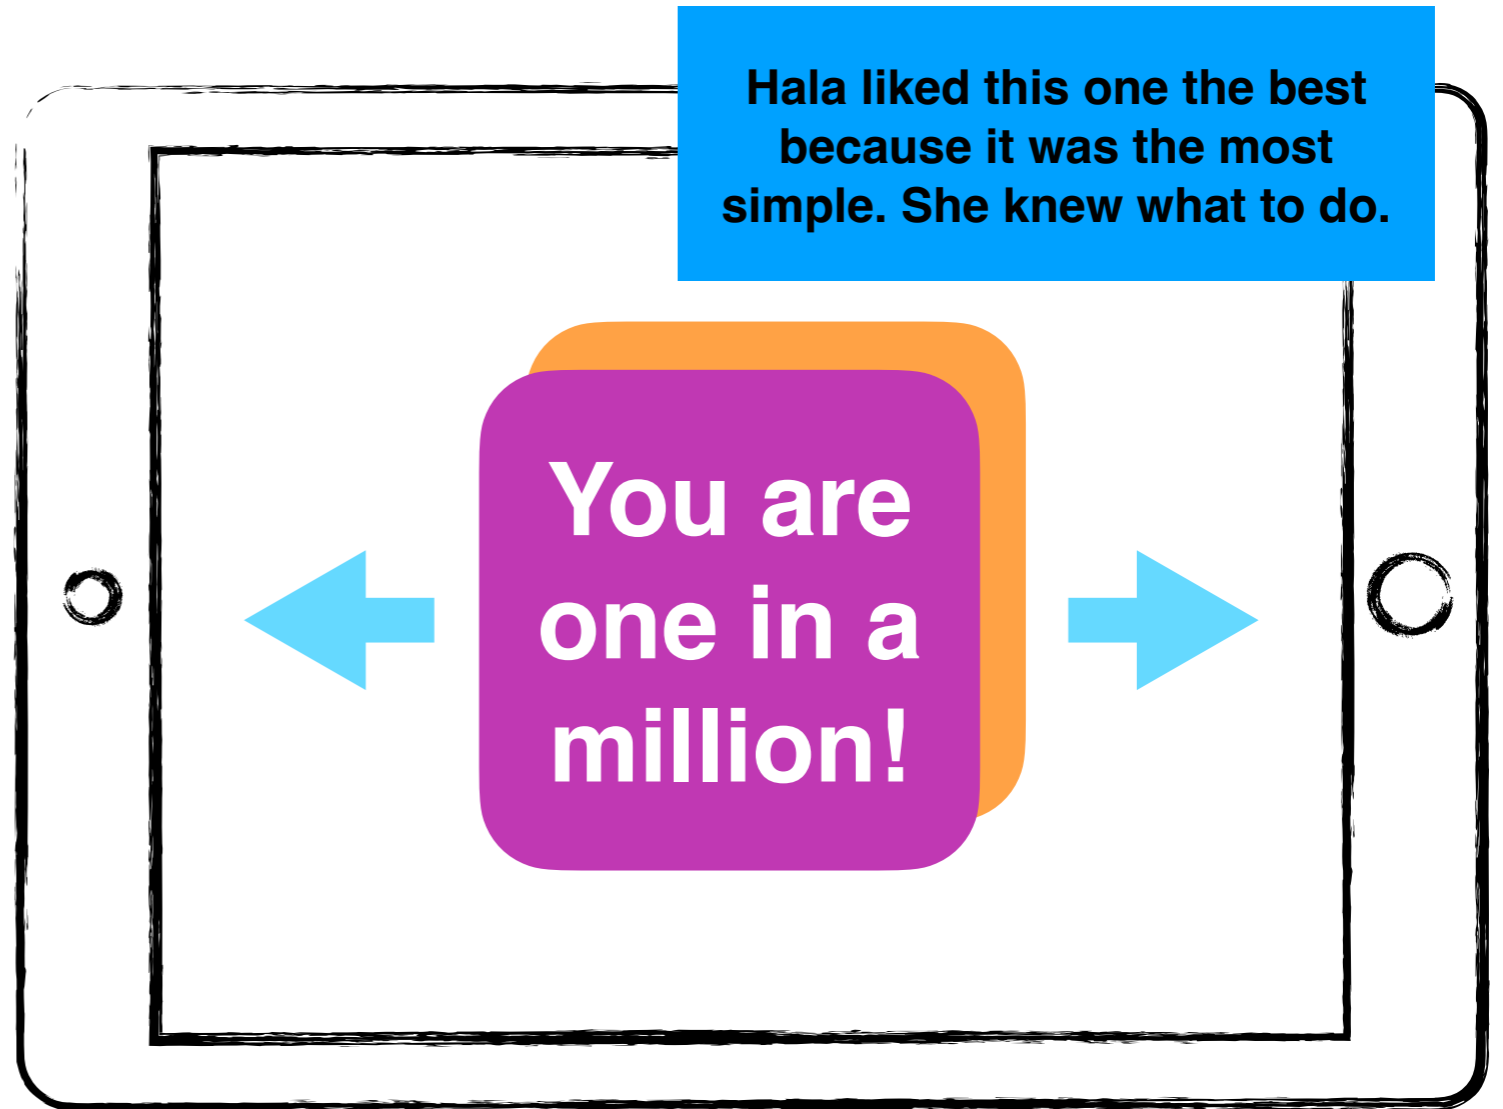 Hala liked this one the best
because it was the most
simple. She knew what to do.
You are
one in a
million!